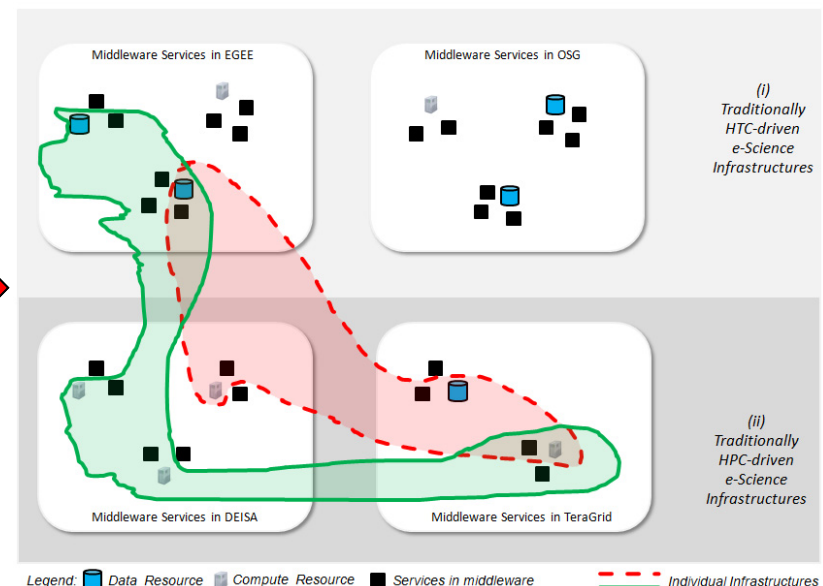 Middleware Services in EGEE
Middleware Services in OSG
(i)
Traditionally
HTC-driven
e-Science
Infrastructures
(ii)
Traditionally
HPC-driven
e-Science
Infrastructures
Middleware Services in DEISA
Middleware Services in TeraGrid
Legend: Data Resource Compute Resource Services in middleware Individual Infrastructures